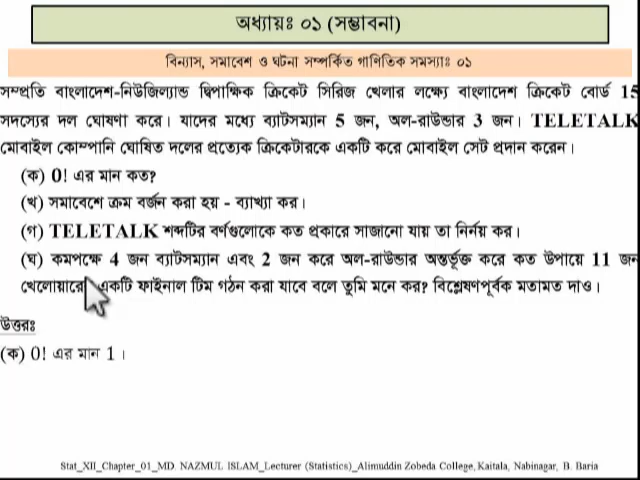 অধ্যায়ঃ ০১ (সম্ভাবনা)
বিন্যাস, সমাবেশ ও ঘটনা সম্পর্কিত গাণিতিক সমস্যাঃ ০১
সম্প্রতি বাংলাদেশ-নিউজিল্যান্ড দ্বিপাক্ষিক ক্রিকেট সিরিজ খেলার লক্ষ্যে বাংলাদেশ ক্রিকেট বোর্ড 15
সদস্যের দল ঘোষণা করে। যাদের মধ্যে ব্যাটসম্যান 5 জন, অল-রাউন্ডার 3 জন। TELETALK
মোবাইল কোম্পানি ঘোষিত দলের প্রত্যেক ক্রিকেটারকে একটি করে মোবাইল সেট প্রদান করেন।
(ক) 0! এর মান কত?
(খ) সমাবেশে ক্রম বর্জন করা হয় - ব্যাখ্যা কর।
(গ) TELETALK শব্দটির বর্ণগুলোকে কত প্রকারে সাজানো যায় তা নির্নয় কর।
(ঘ) কমপক্ষে 4 জন ব্যাটসম্যান এবং 2 জন করে অল-রাউন্ডার অন্তর্ভূক্ত করে কত উপায়ে 11 জন
একটি ফাইনাল টিম গঠন করা যাবে বলে তুমি মনে কর? বিশ্লেষণপূর্বক মতামত দাও।
উত্তরঃ
(ক) 0! এর মান 1 ।
Stat_XII_Chapter_01_MD. NAZMUL ISLAM_Lecturer (Statistics)_Alimuddin Zobeda College, Kaitala, Nabinagar, B. Baria